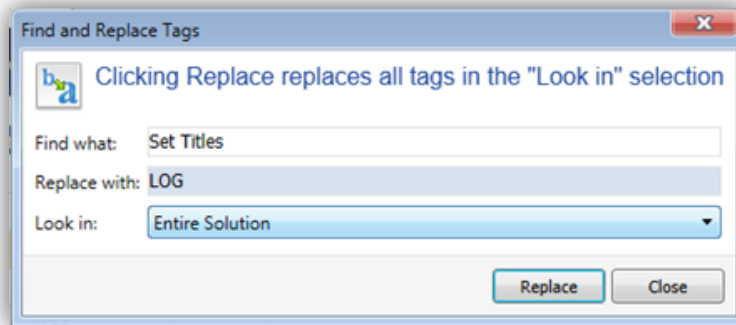 Find and Replace Tags
Clicking Replace replaces all tags in the "Look in" selection
Find what: Set Titles
Replace with: LOG
Look in: Entire Solution
Replace Close